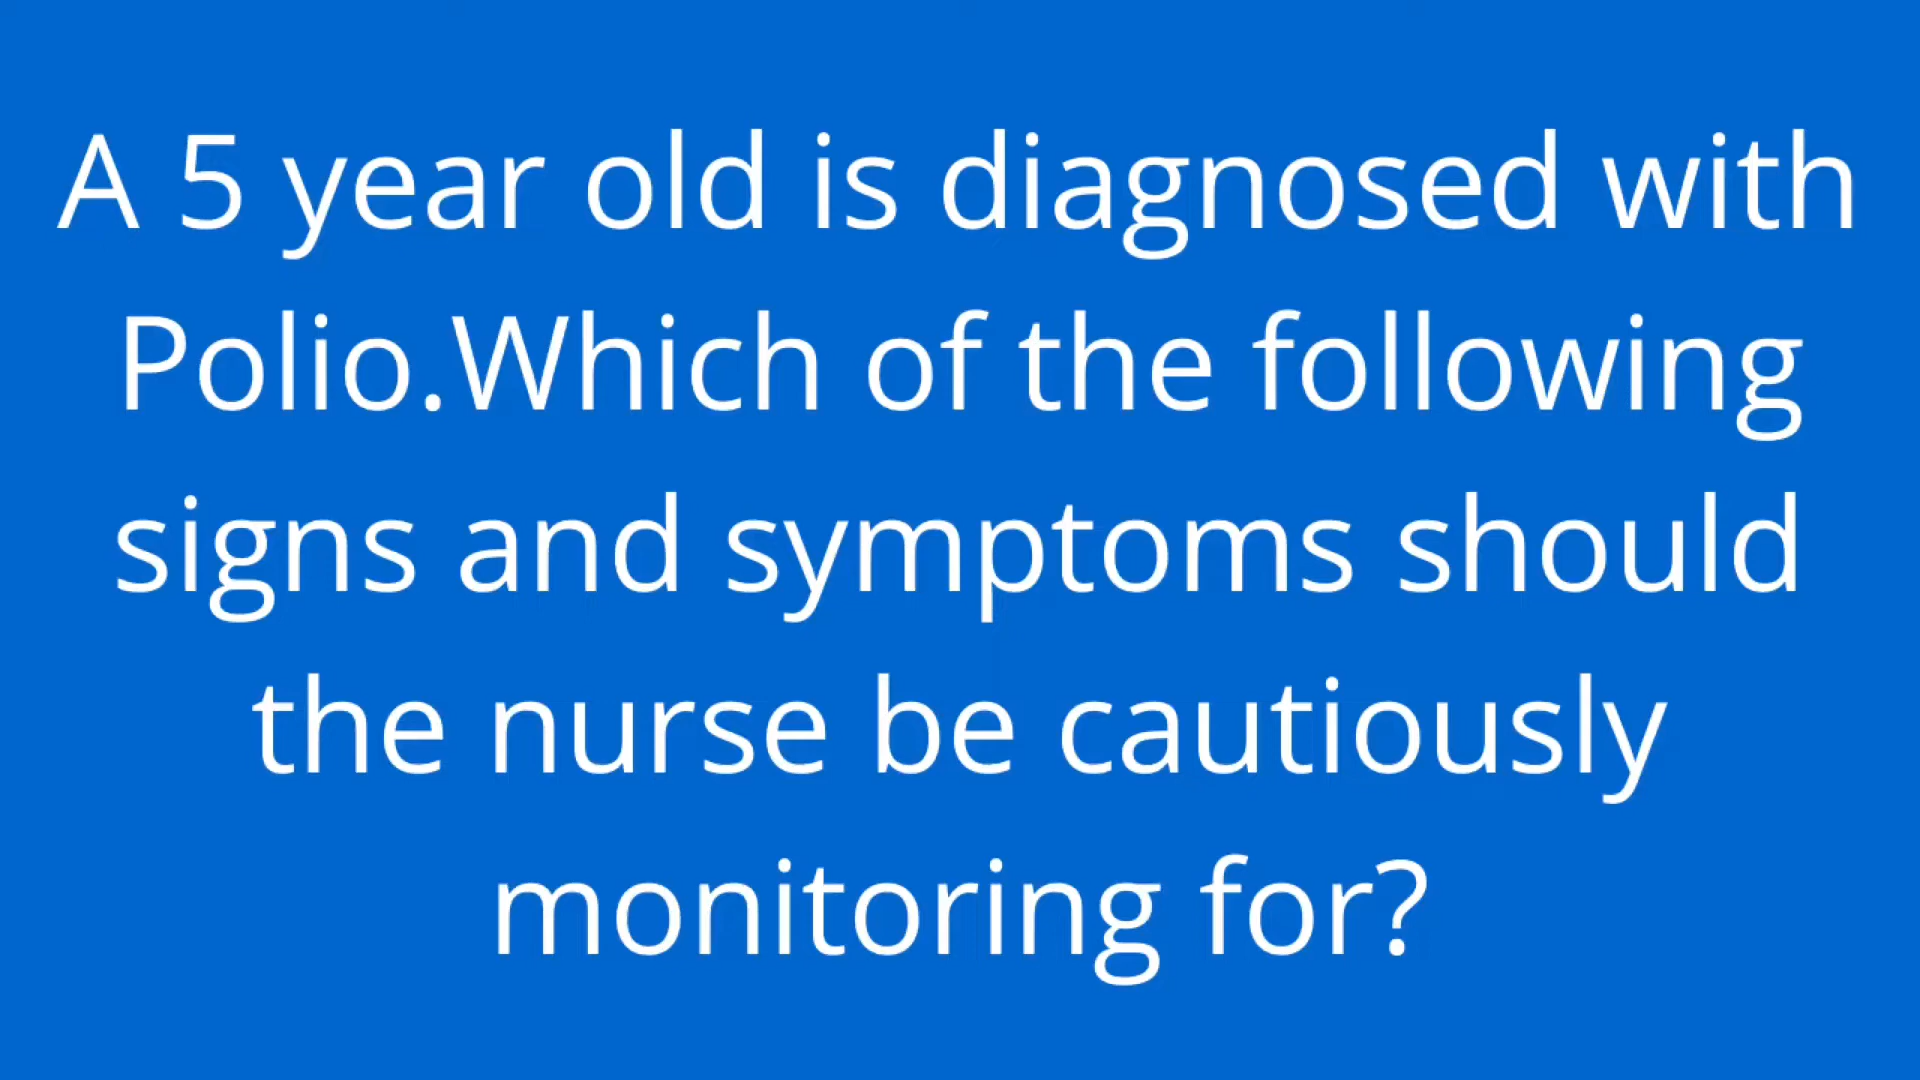 A 5 year old is diagnosed with
Polio.Which of the following
signs and symptoms should
the nurse be cautiously
monitoring for?